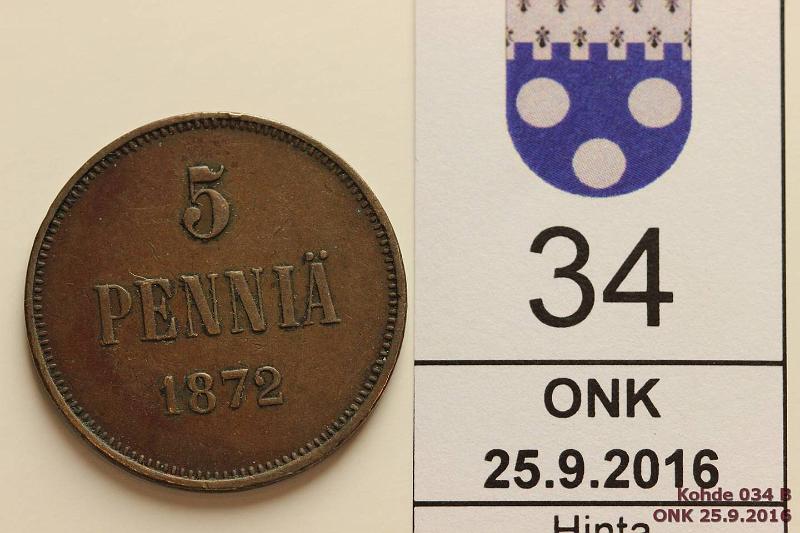 5
PENNIÄ
1872
34
ONK
25.9.2016
Hinta
Kohde 034 B
ONK 25.9.2016